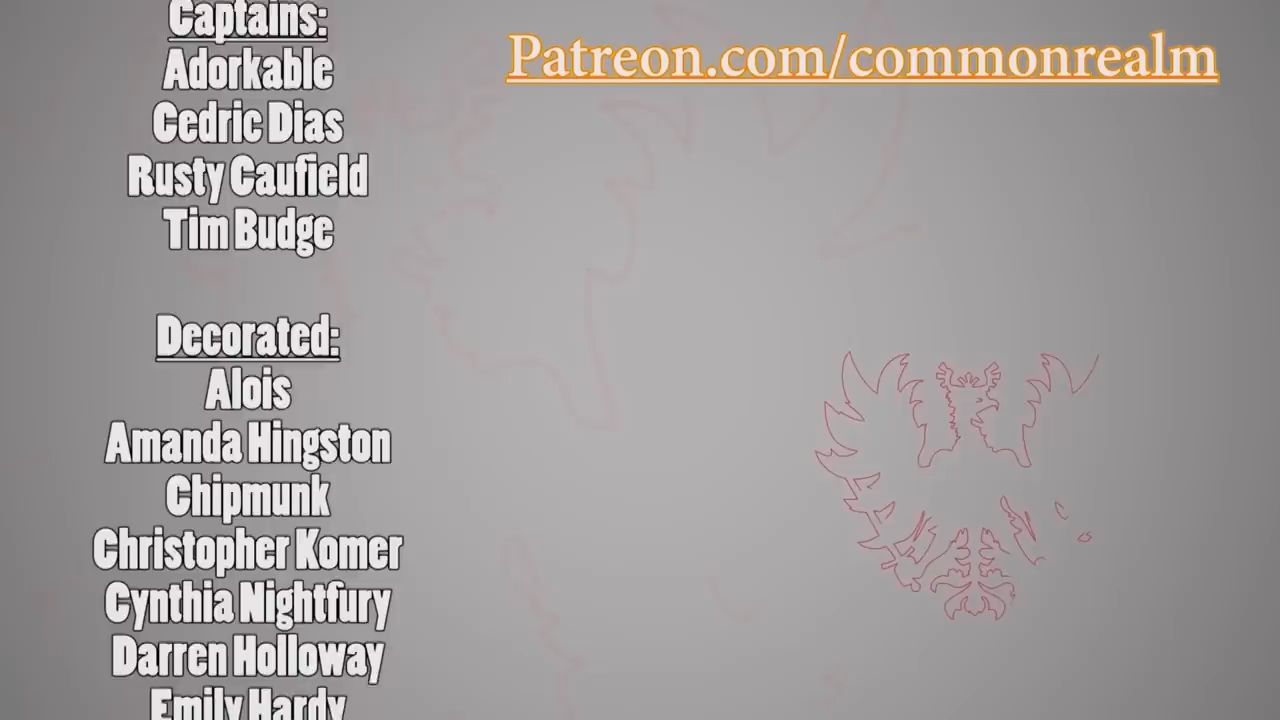 Captains:
Adorkable
Cedric Dias
Rusty Caufield
Tim Budge
Decorated:
Alois
Amanda Hingston
Chipmunk
Christopher Komer
Cynthia Nightfury
Darren Holloway
Emily Hardy
Patreon.com/commonrealm